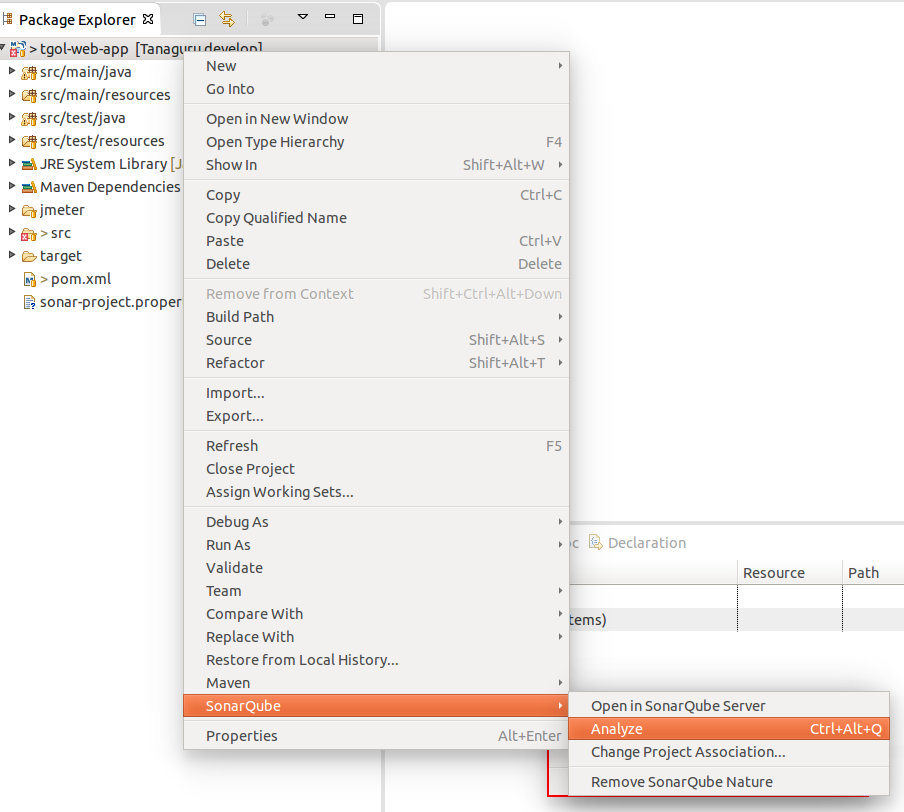 Package Explorer
> tgol-web-app [Tanaguru develop]
src/main/java
src/main/resources
src/test/java
src/test/resources
JRE System Library [J
Maven Dependencies
jmeter
> src
target
> pom.xml
sonar-project.proper
New
Go Into
Open in New Window
Open Type Hierarchy F4
Show In Shift+Alt+W
Copy Ctrl+C
Copy Qualified Name
Paste Ctrl+V
Delete Delete
Remove from Context Shift+Ctrl+Alt+Down
Build Path
Source Shift+Alt+S
Refactor Shift+Alt+T
Import...
Export...
Refresh F5
Close Project
Assign Working Sets...
Debug As
Run As
Validate
Team
Compare With
Replace With
Restore from Local History...
Maven
SonarQube
Properties Alt+Enter
Open in SonarQube Server
Analyze Ctrl+Alt+Q
Change Project Association...
Remove SonarQube Nature
oc Declaration
Resource Path
tems)